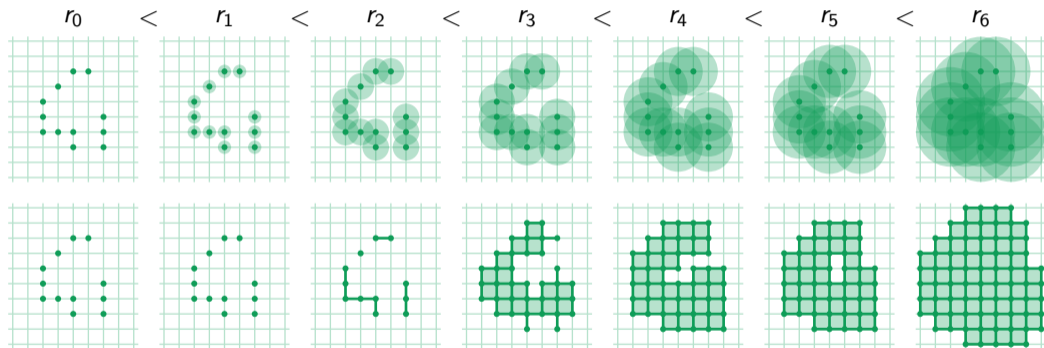 r₀ < r₁ < r₂ < r₃ < r₄ < r₅ < r₆